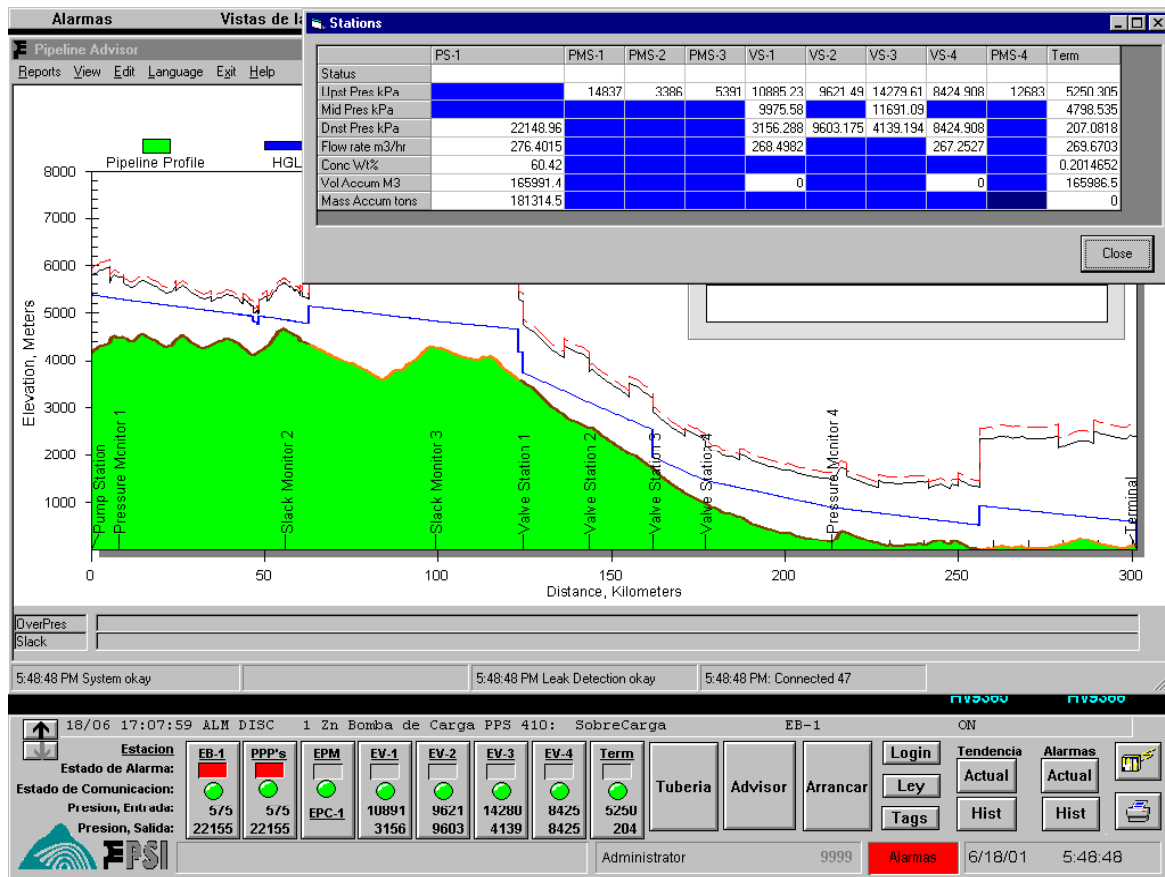 Alarmas Vistas de l
Stations
Pipeline Advisor
Reports View Edit Language Exit Help
PS-1 PMS-1 PMS-2 PMS-3 VS-1 VS-2 VS-3 VS-4 PMS-4 Term
Status
Upst Pres kPa 14837 3386 5391 10885.23 9621.49 14279.61 8424.908 12683 5250.305
Mid Pres kPa 9975.58 11691.09 4798.535
Dnst Pres kPa 22148.96 3156.288 9603.175 4139.194 8424.908 207.0818
Flow rate m3/hr 276.4015 268.4982 267.2527 269.6703
Conc Wt% 60.42 0.2014652
Vol Accum M3 165991.4 0 0 165986.5
Mass Accum tons 181314.5 0
Close
Pipeline Profile HGL
8000
7000
6000
5000
4000
3000
2000
1000
Elevation, Meters
Pump Station
Pressure Monitor 1
Slack Monitor 2
Slack Monitor 3
Valve Station 1
Valve Station 2
Valve Station 3
Valve Station 4
Pressure Monitor 4
Terminal
0 50 100 150 200 250 300
Distance, Kilometers
OverPres
Slack
5:48:48 PM System okay 5:48:48 PM Leak Detection okay 5:48:48 PM: Connected 47
HV9365 HV9366
18/06 17:07:59 ALM DISC 1 Zn Bomba de Carga PPS 410: SobreCarga EB-1 ON
Estacion EB-1 PPP's EPM EV-1 EV-2 EV-3 EV-4 Term
Estado de Alarma:
Estado de Comunicacion:
Presion, Entrada: 575 575 EPC-1 10891 9621 14280 8425 5250
Presion, Salida: 22155 22155 3156 9603 4139 8425 204
Tuberia Advisor Arrancar
Login
Ley
Tags
Tendencia
Actual
Hist
Alarmas
Actual
Hist
PSI
Administrator 9999 Alarmas 6/18/01 5:48:48